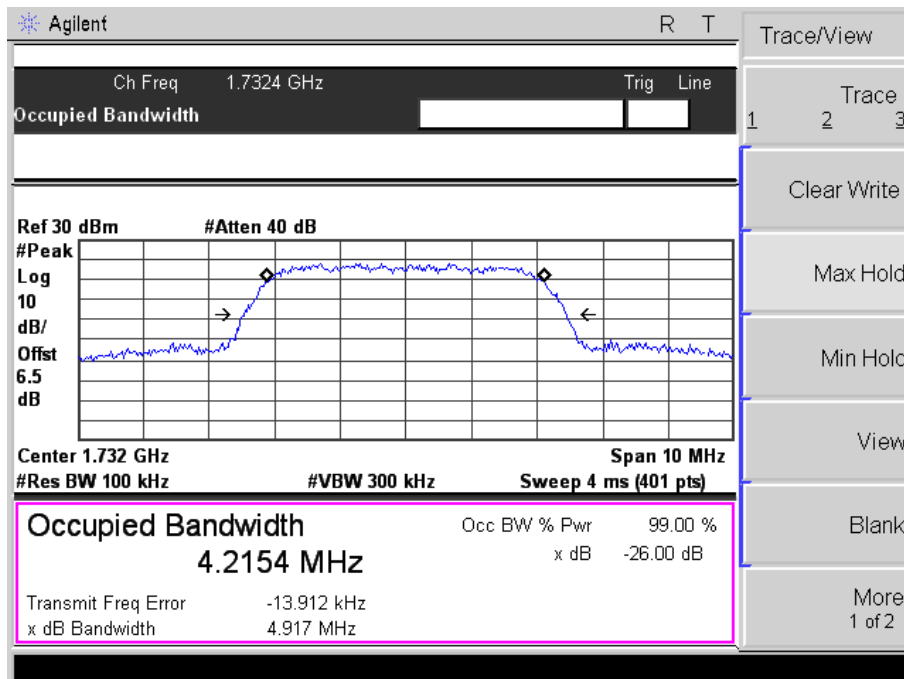 Agilent R T
Ch Freq 1.7324 GHz Trig Line
Occupied Bandwidth
Ref 30 dBm #Atten 40 dB
#Peak
Log
10
dB/
Offst
6.5
dB
Center 1.732 GHz Span 10 MHz
#Res BW 100 kHz #VBW 300 kHz Sweep 4 ms (401 pts)
Occupied Bandwidth
4.2154 MHz
Occ BW % Pwr 99.00 %
x dB -26.00 dB
Transmit Freq Error -13.912 kHz
x dB Bandwidth 4.917 MHz
Trace/View
Trace
1 2 3
Clear Write
Max Hold
Min Hold
View
Blank
More
1 of 2